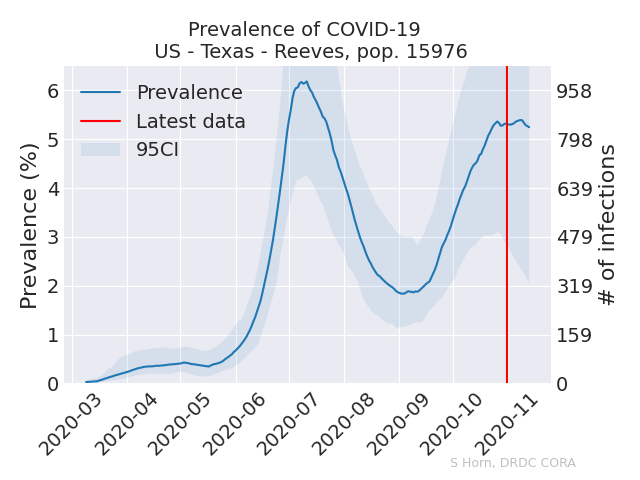 Prevalence of COVID-19
US - Texas - Reeves, pop. 15976
Prevalence
Latest data
95CI
Prevalence (%)
6
5
4
3
2
1
0
958
798
639
479
319
159
0
# of infections
2020-03
2020-04
2020-05
2020-06
2020-07
2020-08
2020-09
2020-10
2020-11
S Horn, DRDC CORA